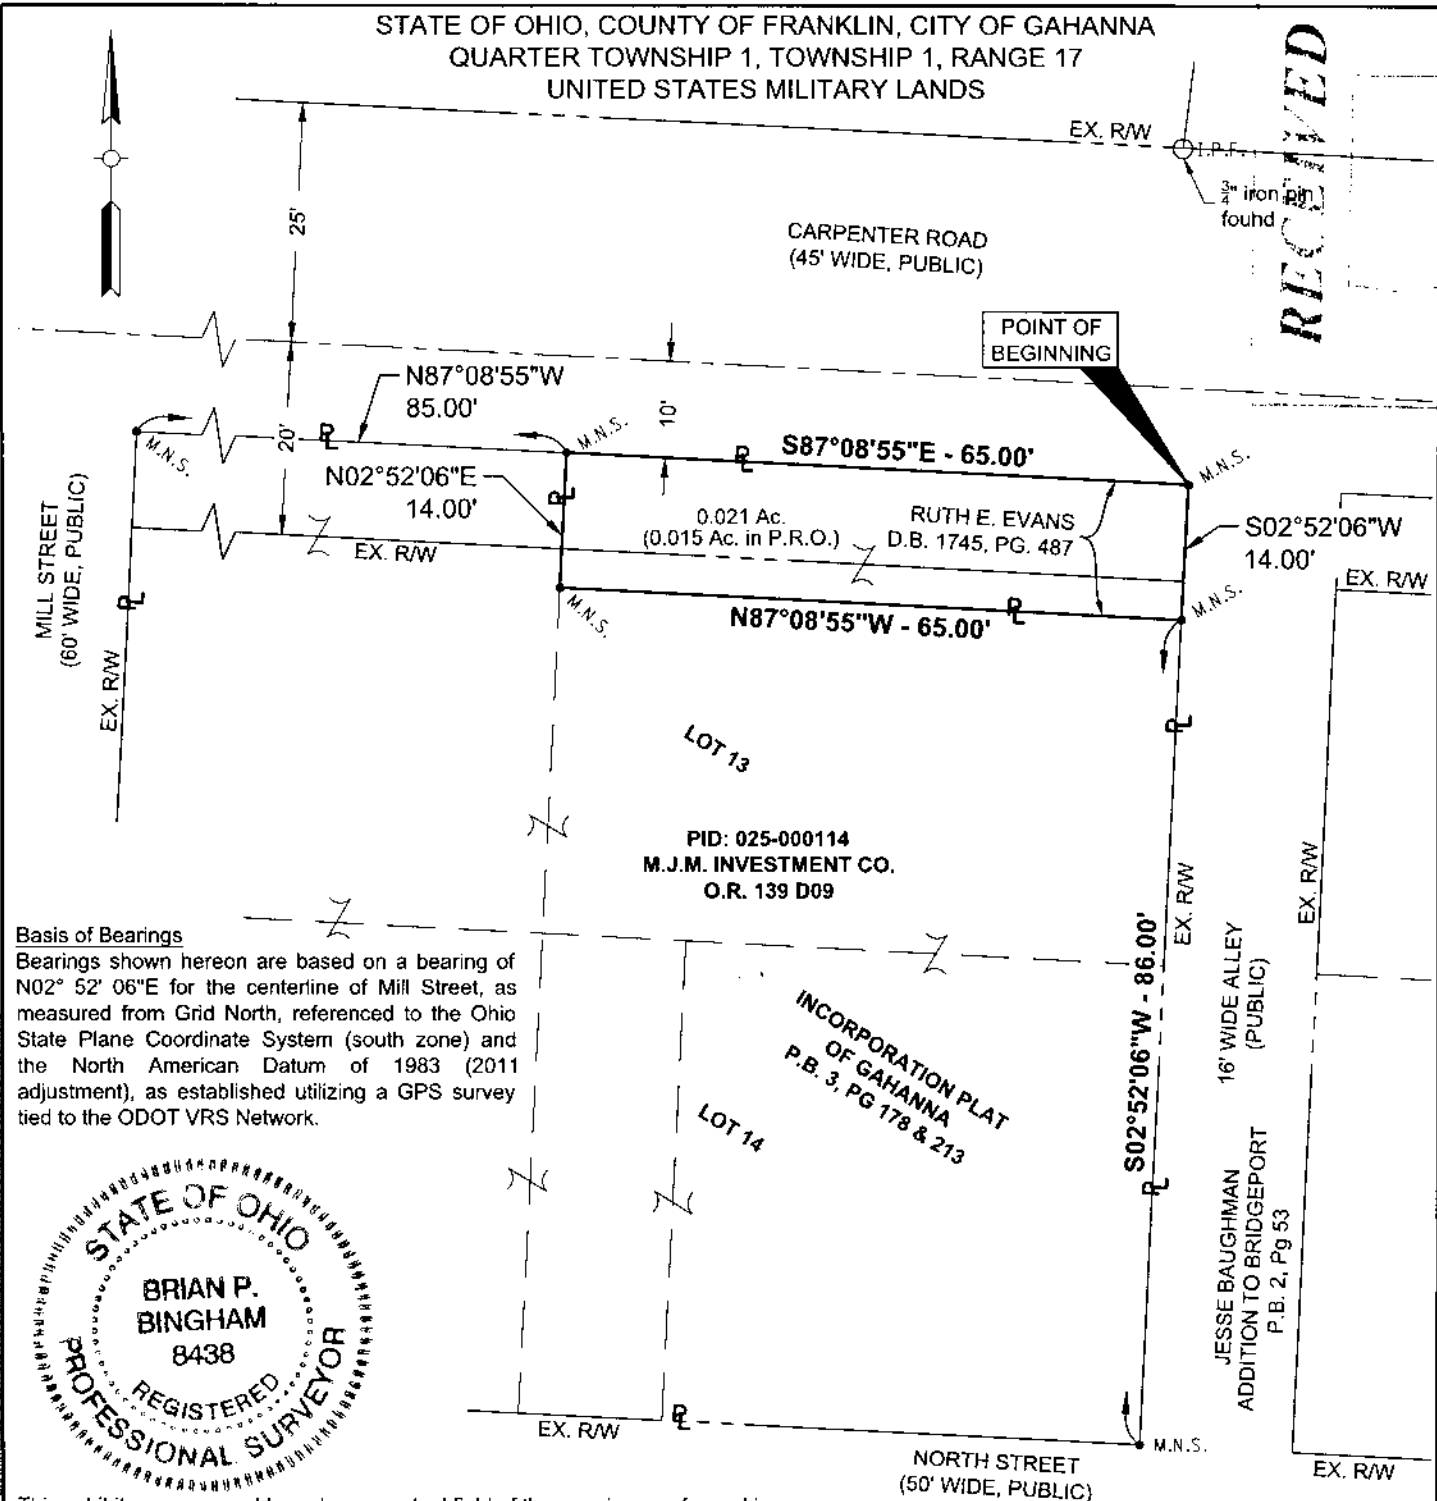 STATE OF OHIO, COUNTY OF FRANKLIN, CITY OF GAHANNA
QUARTER TOWNSHIP 1, TOWNSHIP 1, RANGE 17
UNITED STATES MILITARY LANDS
RECEIVED
EX. R/W
I.P.F.
3/4" iron pin
found
25'
CARPENTER ROAD
(45' WIDE, PUBLIC)
POINT OF
BEGINNING
N87°08'55"W
85.00'
20'
10'
M.N.S.
M.N.S.
S87°08'55"E - 65.00'
M.N.S.
N02°52'06"E
14.00'
MILL STREET
(60' WIDE, PUBLIC)
EX. R/W
0.021 Ac.
(0.015 Ac. in P.R.O.)
RUTH E. EVANS
D.B. 1745, PG. 487
S02°52'06"W
14.00'
EX. R/W
M.N.S.
M.N.S.
N87°08'55"W - 65.00'
EX. R/W
LOT 13
PID: 025-000114
M.J.M. INVESTMENT CO.
O.R. 139 D09
EX. R/W
EX. R/W
S02°52'06"W - 86.00'
16' WIDE ALLEY
(PUBLIC)
Basis of Bearings
Bearings shown hereon are based on a bearing of
N02° 52' 06"E for the centerline of Mill Street, as
measured from Grid North, referenced to the Ohio
State Plane Coordinate System (south zone) and
the North American Datum of 1983 (2011
adjustment), as established utilizing a GPS survey
tied to the ODOT VRS Network.
INCORPORATION PLAT
OF GAHANNA
P.B. 3, PG 178 & 213
LOT 14
JESSE BAUGHMAN
ADDITION TO BRIDGEPORT
P.B. 2, Pg 53
STATE OF OHIO
BRIAN P.
BINGHAM
8438
REGISTERED
PROFESSIONAL SURVEYOR
EX. R/W
M.N.S.
NORTH STREET
(50' WIDE, PUBLIC)
EX. R/W